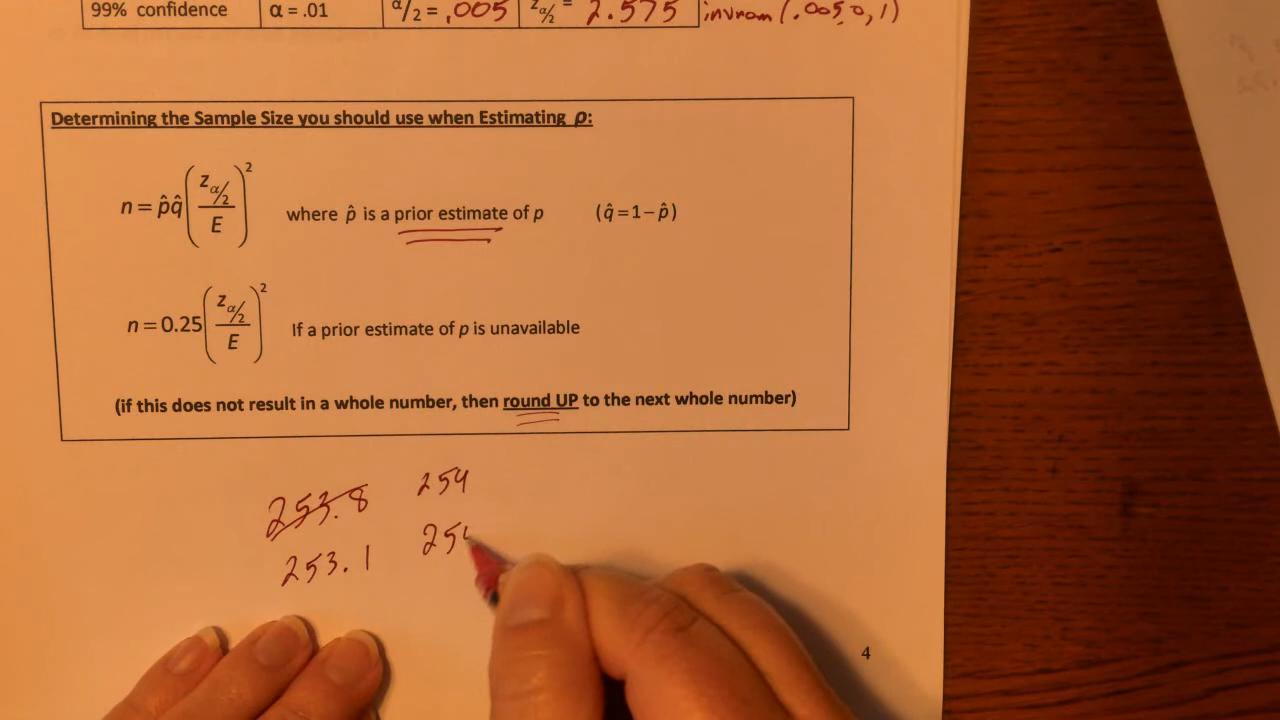 99% confidence α = .01 α/2 = .005 zα/2 = 2.575 invnorm (.005, 0, 1)
Determining the Sample Size you should use when Estimating ρ:
n = p̂q̂(zα/2 / E)² where p̂ is a prior estimate of p (q̂ = 1 − p̂)
n = 0.25(zα/2 / E)² If a prior estimate of p is unavailable
(if this does not result in a whole number, then round UP to the next whole number)
253.8 254
253.1 254
4